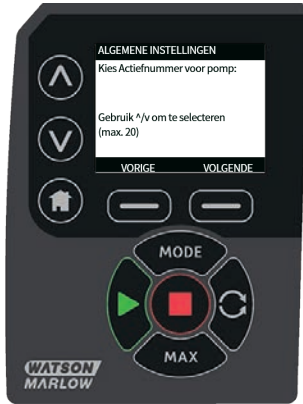 ALGEMENE INSTELLINGEN
Kies Actiefnummer voor pomp:
Gebruik ^/v om te selecteren
(max. 20)
VORIGE VOLGENDE
MODE
MAX
WATSON
MARLOW